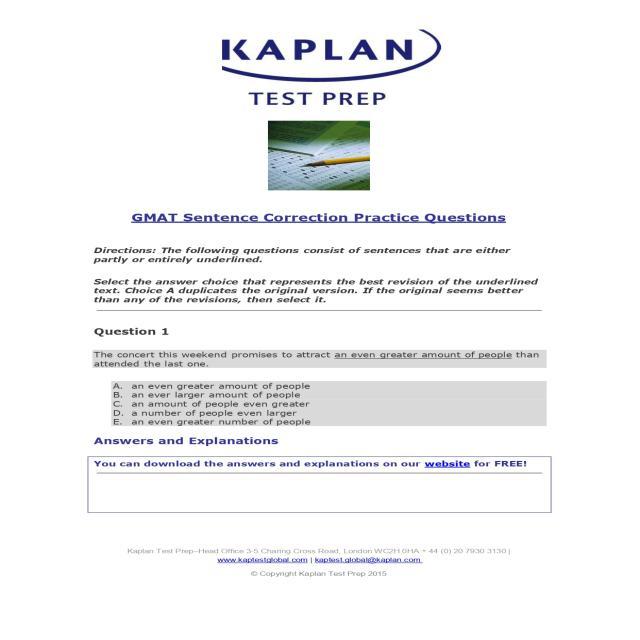 KAPLAN
TEST PREP
GMAT Sentence Correction Practice Questions
Directions: The following questions consist of sentences that are either
partly or entirely underlined.
Select the answer choice that represents the best revision of the underlined
text. Choice A duplicates the original version. If the original seems better
than any of the revisions, then select it.
Question 1
The concert this weekend promises to attract an even greater amount of people than
attended the last one.
A. an even greater amount of people
B. an ever larger amount of people
C. an amount of people even greater
D. a number of people even larger
E. an even greater number of people
Answers and Explanations
You can download the answers and explanations on our website for FREE!
Kaplan Test Prep–Head Office 3-5 Charing Cross Road, London WC2H 0HA + 44 (0) 20 7930 3130 |
www.kaptestglobal.com | kaptest.global@kaplan.com
© Copyright Kaplan Test Prep 2015